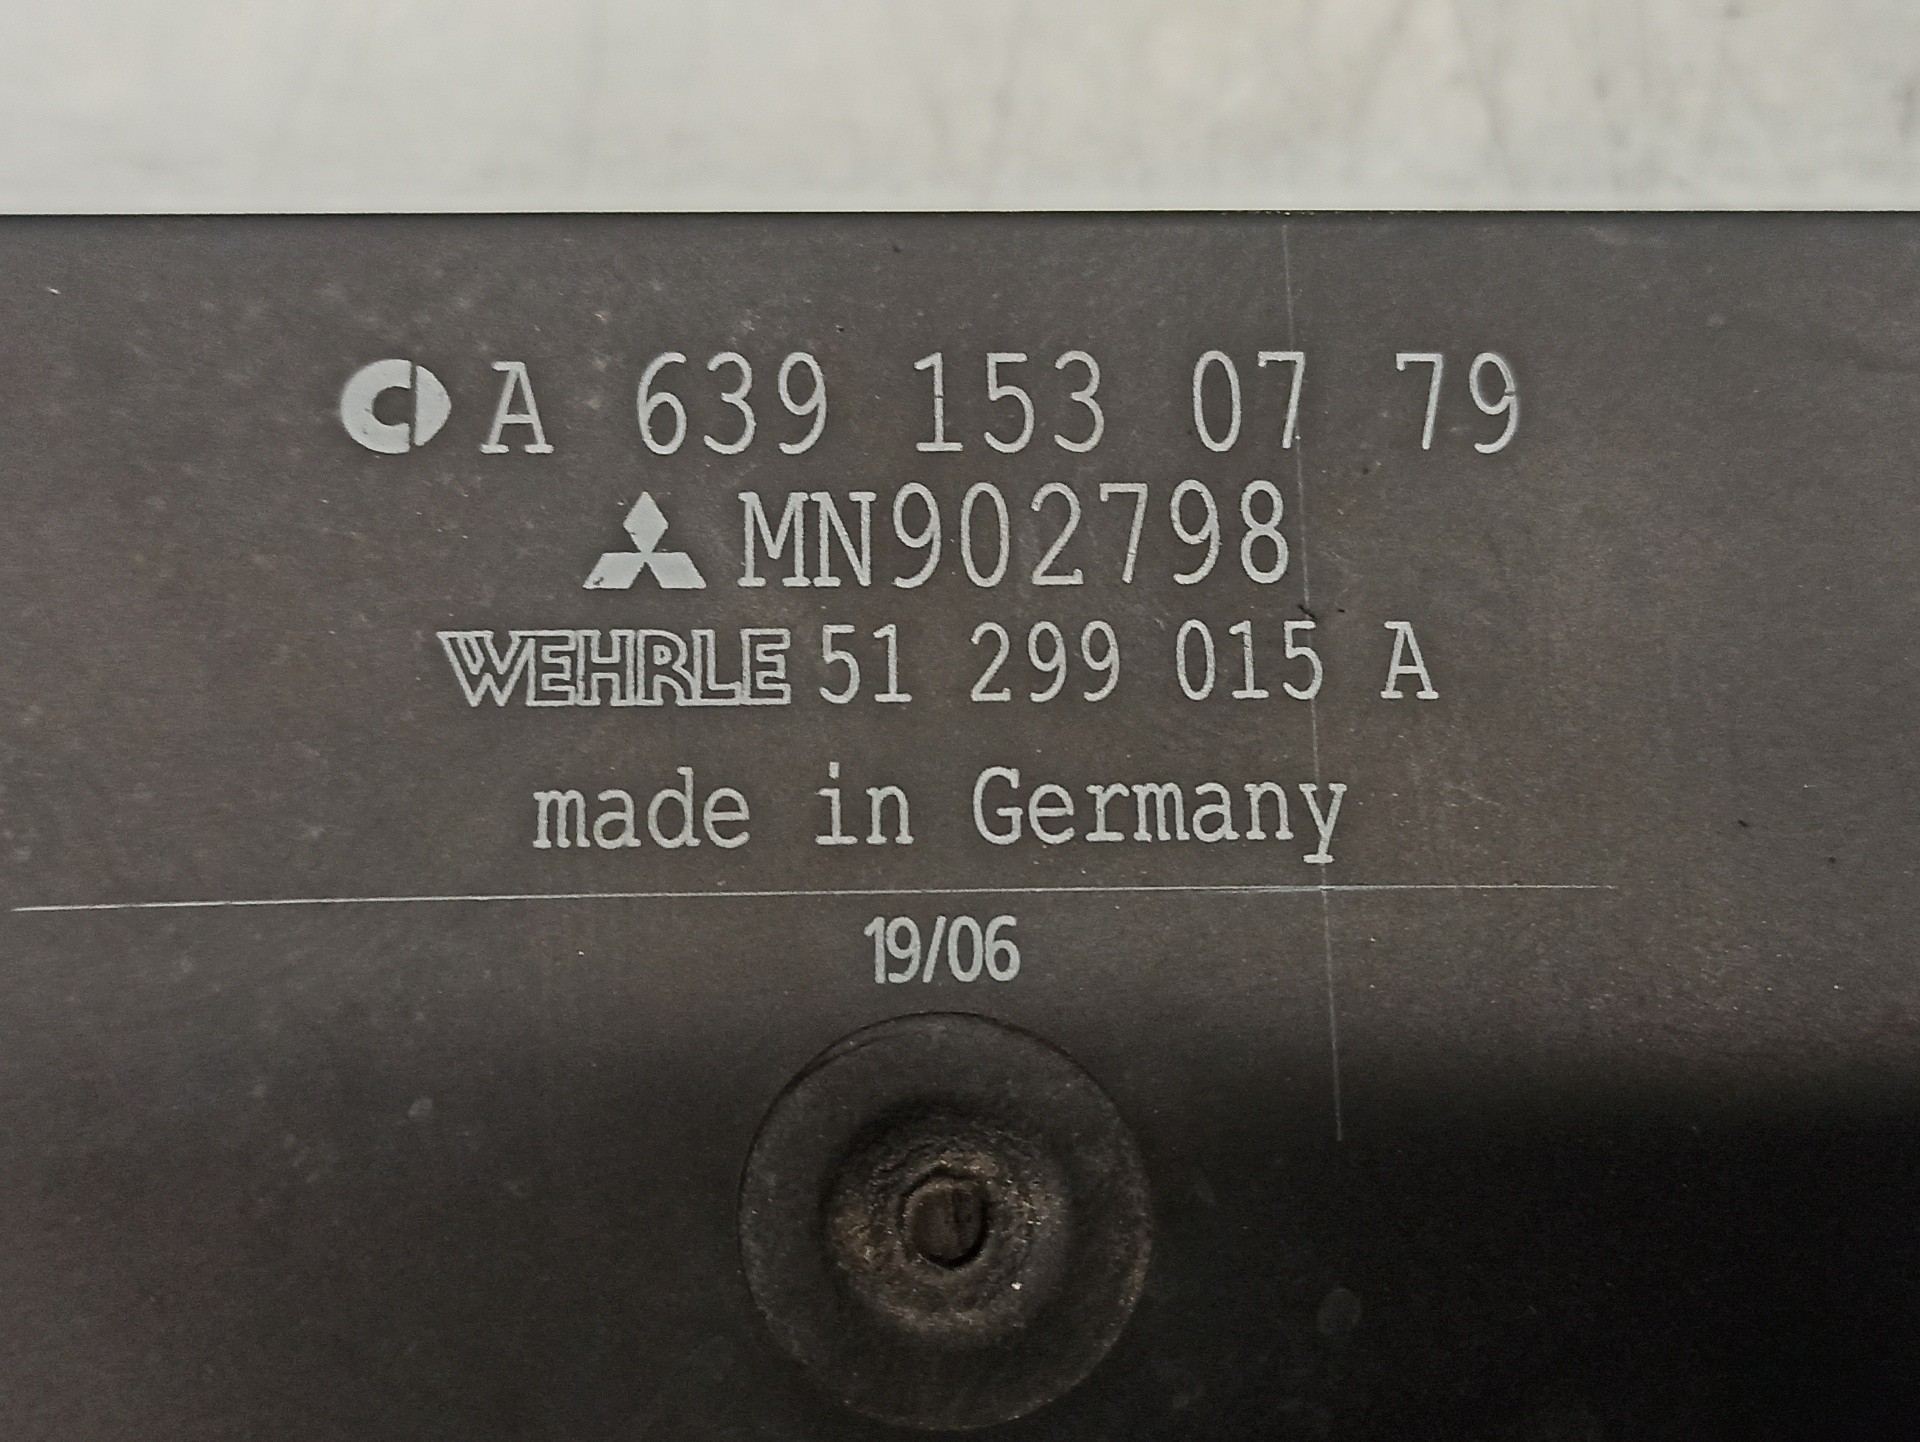 A 639 153 07 79
MN902798
WEHRLE 51 299 015 A
made in Germany
19/06